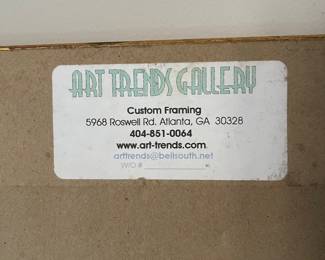 ART TRENDS GALLERY
Custom Framing
5968 Roswell Rd. Atlanta, GA 30328
404-851-0064
www.art-trends.com
arttrends@bellsouth.net
W/O #